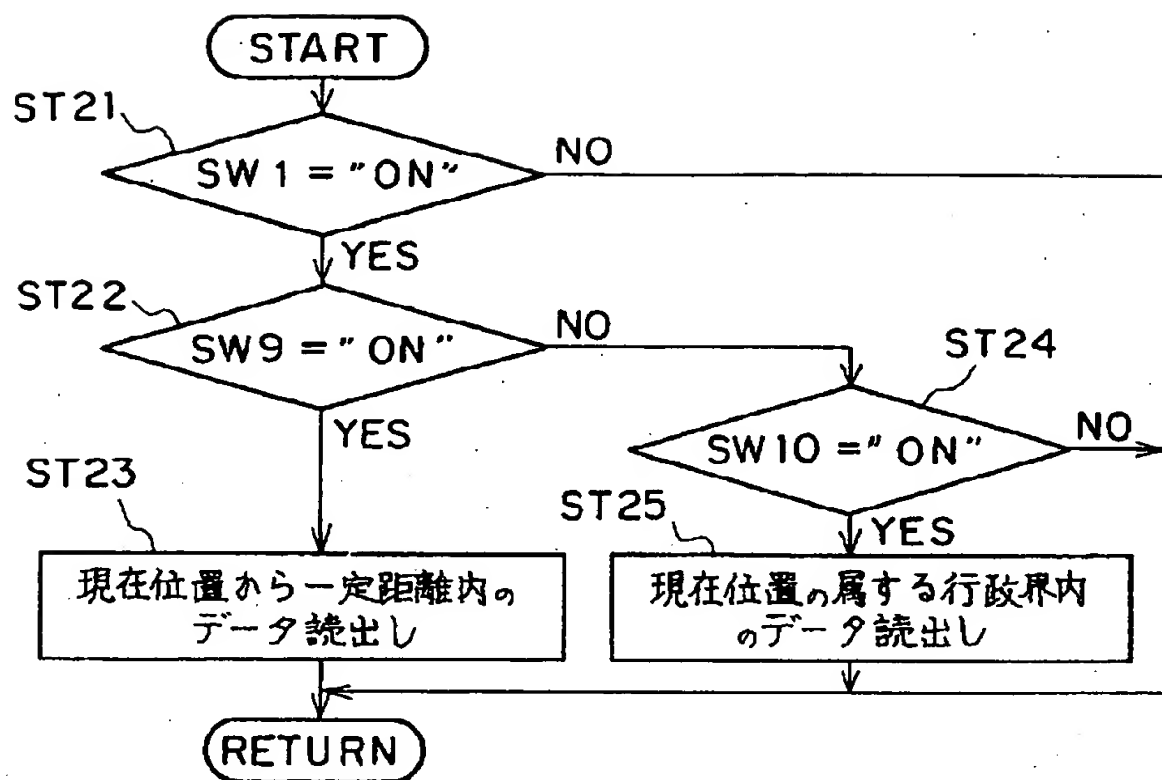 START
ST21
SW1="ON"
NO
YES
ST22
SW9="ON"
NO
ST24
YES
SW10="ON"
NO
ST23
ST25
YES
現在位置から一定距離内の
データ読出し
現在位置の属する行政界内
のデータ読出し
RETURN